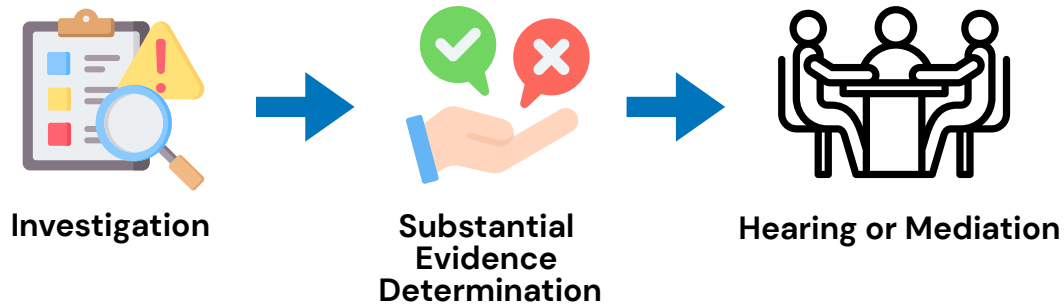 Investigation
Substantial
Evidence
Determination
Hearing or Mediation